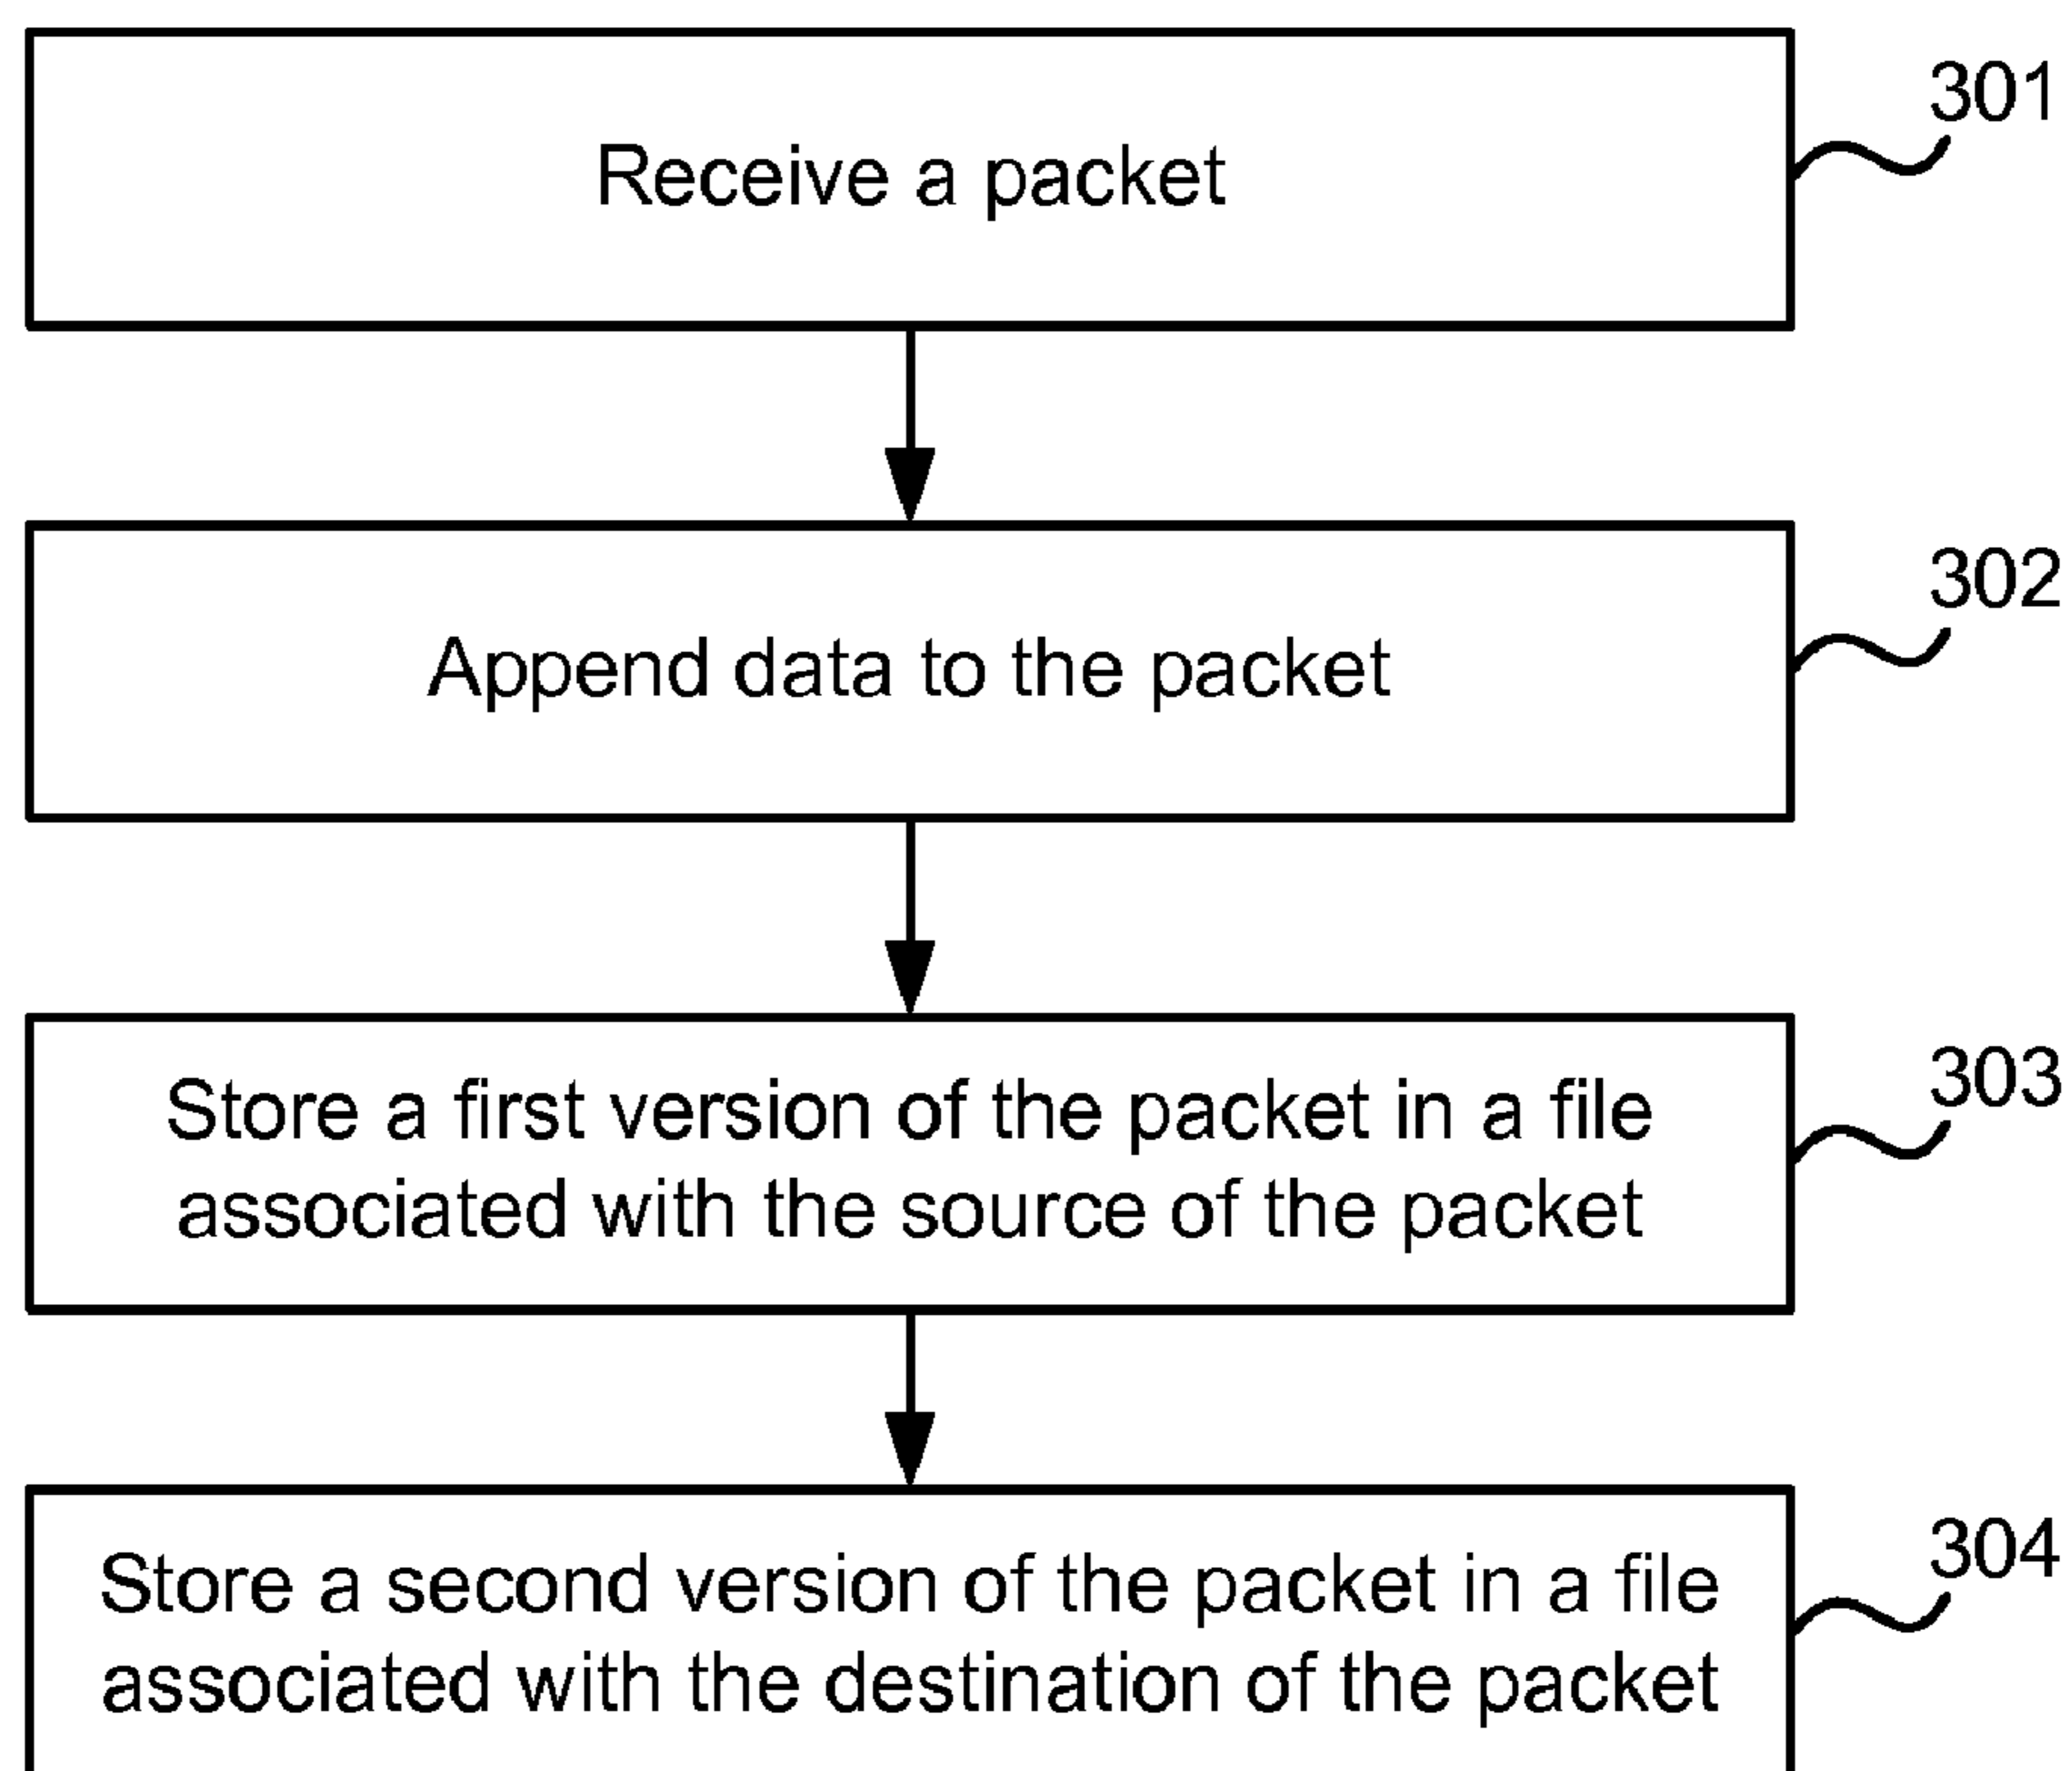 301
Receive a packet
302
Append data to the packet
303
Store a first version of the packet in a file
associated with the source of the packet
304
Store a second version of the packet in a file
associated with the destination of the packet